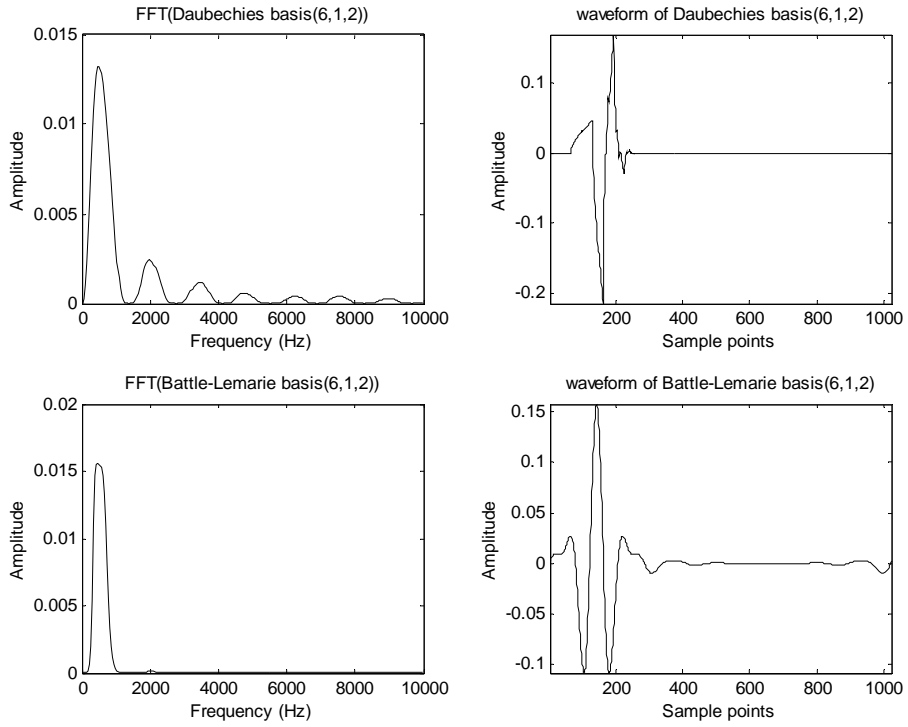 FFT(Daubechies basis(6,1,2))
0.015
0.01
0.005
0
Amplitude
0 2000 4000 6000 8000 10000
Frequency (Hz)
waveform of Daubechies basis(6,1,2)
0.1
0
-0.1
-0.2
Amplitude
200 400 600 800 1000
Sample points
FFT(Battle-Lemarie basis(6,1,2))
0.02
0.015
0.01
0.005
0
Amplitude
0 2000 4000 6000 8000 10000
Frequency (Hz)
waveform of Battle-Lemarie basis(6,1,2)
0.15
0.1
0.05
0
-0.05
-0.1
Amplitude
200 400 600 800 1000
Sample points